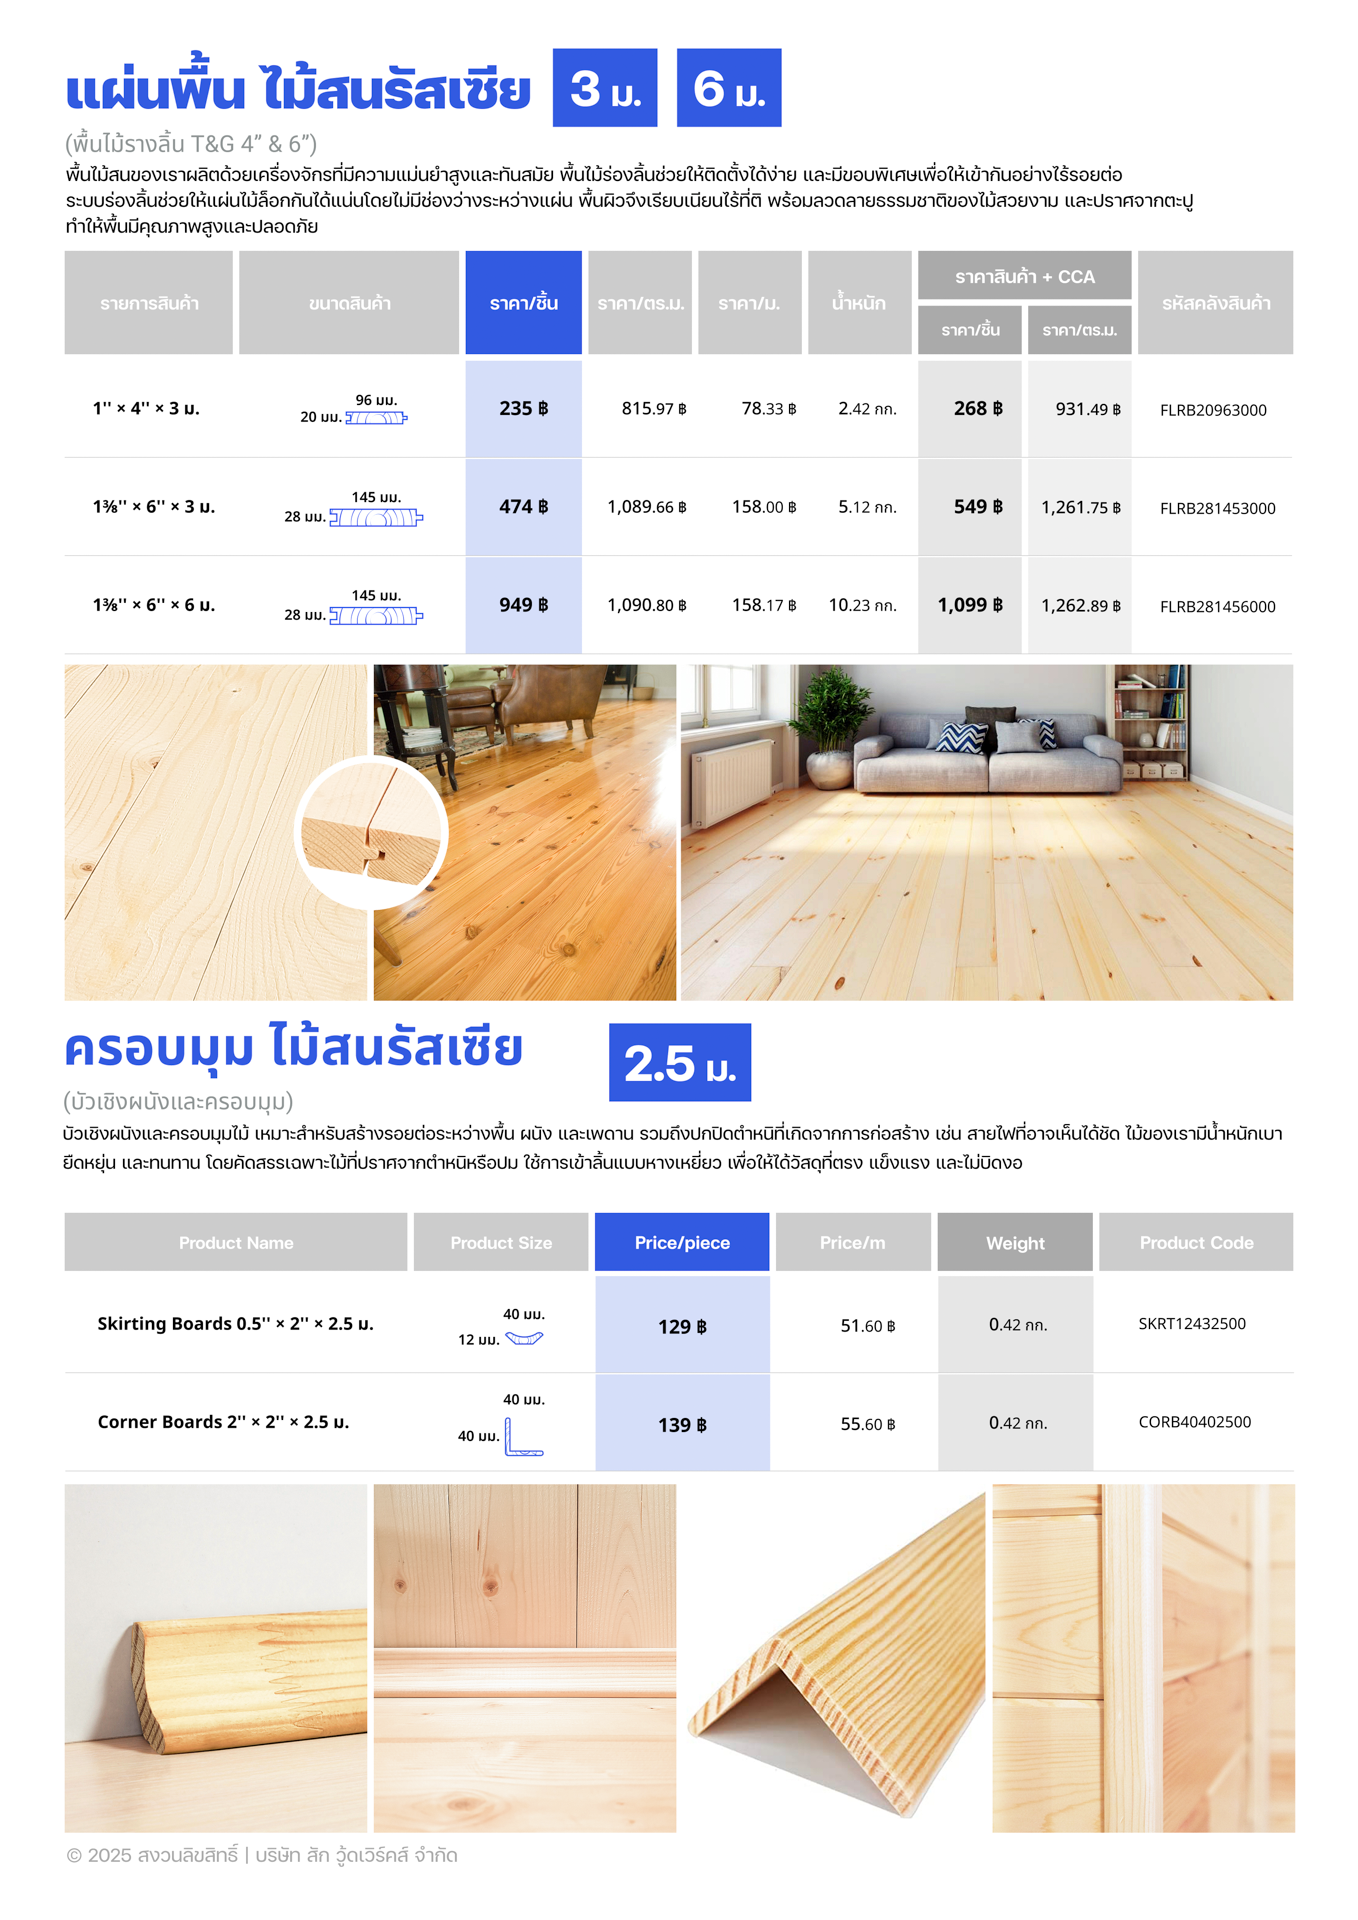 แผ่นพื้น ไม้สนรัสเซีย 3 ม. 6 ม.
(พื้นไม้รางลิ้น T&G 4” & 6”)
พื้นไม้สนของเราผลิตด้วยเครื่องจักรที่มีความแม่นยำสูงและทันสมัย พื้นไม้ร่องลิ้นช่วยให้ติดตั้งได้ง่าย และมีขอบพิเศษเพื่อให้เข้ากันอย่างไร้รอยต่อ
ระบบร่องลิ้นช่วยให้แผ่นไม้ล็อกกันได้แน่นโดยไม่มีช่องว่างระหว่างแผ่น พื้นผิวจึงเรียบเนียนไร้ที่ติ พร้อมลวดลายธรรมชาติของไม้สวยงาม และปราศจากตะปู
ทำให้พื้นมีคุณภาพสูงและปลอดภัย
รายการสินค้า ขนาดสินค้า ราคา/ชิ้น ราคา/ตร.ม. ราคา/ม. น้ำหนัก ราคาสินค้า + CCA รหัสคลังสินค้า
ราคา/ชิ้น ราคา/ตร.ม.
96 มม.
1'' × 4'' × 3 ม. 20 มม. 235 ฿ 815.97 ฿ 78.33 ฿ 2.42 กก. 268 ฿ 931.49 ฿ FLRB20963000
145 มม.
1⅜'' × 6'' × 3 ม. 28 มม. 474 ฿ 1,089.66 ฿ 158.00 ฿ 5.12 กก. 549 ฿ 1,261.75 ฿ FLRB281453000
145 มม.
1⅜'' × 6'' × 6 ม. 28 มม. 949 ฿ 1,090.80 ฿ 158.17 ฿ 10.23 กก. 1,099 ฿ 1,262.89 ฿ FLRB281456000
ครอบมุม ไม้สนรัสเซีย 2.5 ม.
(บัวเชิงผนังและครอบมุม)
บัวเชิงผนังและครอบมุมไม้ เหมาะสำหรับสร้างรอยต่อระหว่างพื้น ผนัง และเพดาน รวมถึงปกปิดตำหนิที่เกิดจากการก่อสร้าง เช่น สายไฟที่อาจเห็นได้ชัด ไม้ของเรามีน้ำหนักเบา
ยืดหยุ่น และทนทาน โดยคัดสรรเฉพาะไม้ที่ปราศจากตำหนิหรือปม ใช้การเข้าลิ้นแบบหางเหยี่ยว เพื่อให้ได้วัสดุที่ตรง แข็งแรง และไม่บิดงอ
Product Name Product Size Price/piece Price/m Weight Product Code
40 มม.
Skirting Boards 0.5'' × 2'' × 2.5 ม. 12 มม. 129 ฿ 51.60 ฿ 0.42 กก. SKRT12432500
40 มม.
Corner Boards 2'' × 2'' × 2.5 ม. 40 มม. 139 ฿ 55.60 ฿ 0.42 กก. CORB40402500
© 2025 สงวนลิขสิทธิ์ | บริษัท สัก วู้ดเวิร์คส์ จำกัด